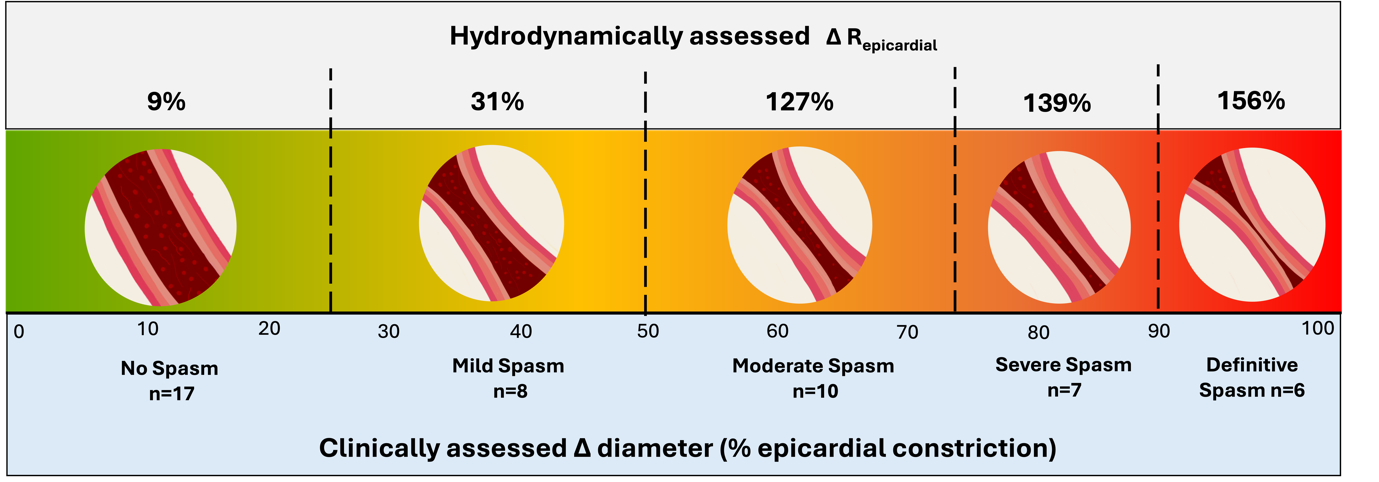 Hydrodynamically assessed Δ Repicardial
9% 31% 127% 139% 156%
0 10 20 30 40 50 60 70 80 90 100
No Spasm Mild Spasm Moderate Spasm Severe Spasm Definitive
n=17 n=8 n=10 n=7 Spasm n=6
Clinically assessed Δ diameter (% epicardial constriction)